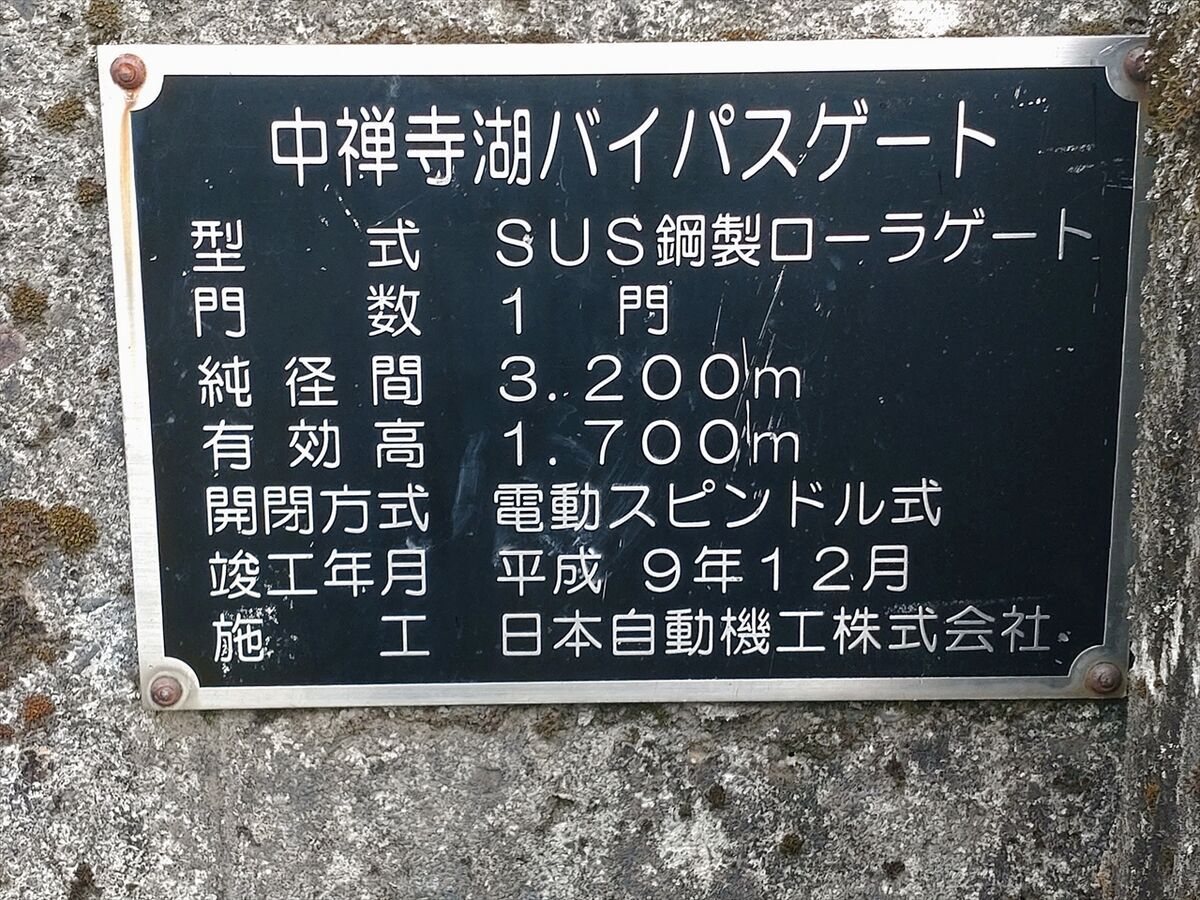 中禅寺湖バイパスゲート
型式 SUS鋼製ローラゲート
門数 1 門
純径間 3.200m
有効高 1.700m
開閉方式 電動スピンドル式
竣工年月 平成 9年12月
施工 日本自動機工株式会社